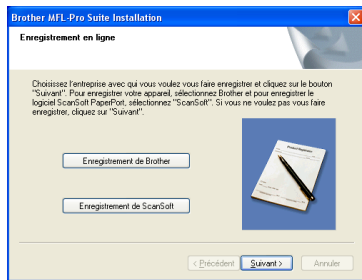 Brother MFL-Pro Suite Installation
Enregistrement en ligne
Choisissez l'entreprise avec qui vous voulez vous faire enregistrer et cliquez sur le bouton
"Suivant". Pour enregistrer votre appareil, sélectionnez Brother et pour enregistrer le
logiciel ScanSoft PaperPort, sélectionnez "ScanSoft". Si vous ne voulez pas vous faire
enregistrer, cliquez sur "Suivant".
Enregistrement de Brother
Enregistrement de ScanSoft
< Précédent
Suivant >
Annuler